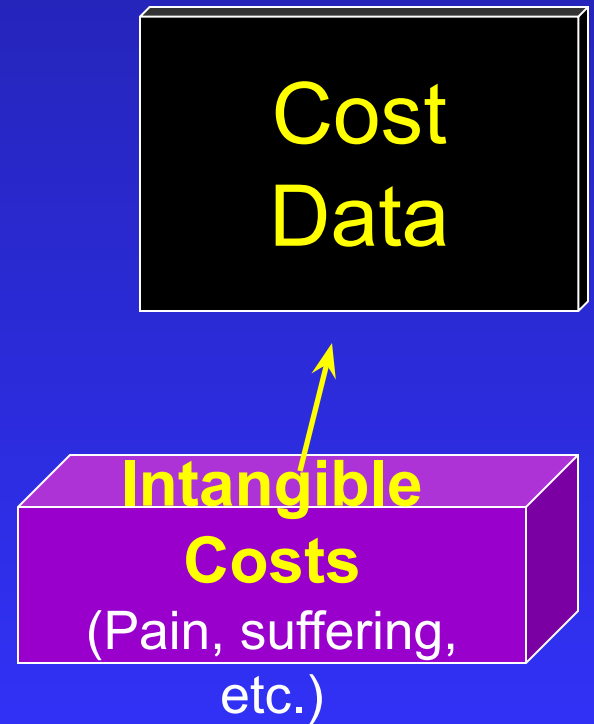 Cost
Data
Intangible
Costs
(Pain, suffering,
etc.)